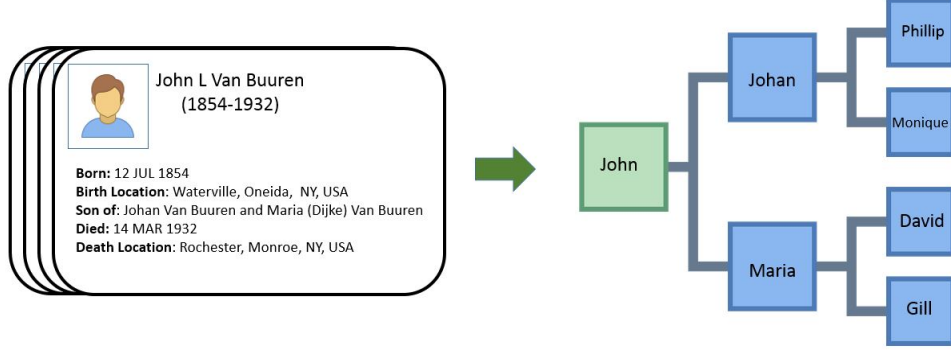 John L Van Buuren
(1854-1932)
Born: 12 JUL 1854
Birth Location: Waterville, Oneida, NY, USA
Son of: Johan Van Buuren and Maria (Dijke) Van Buuren
Died: 14 MAR 1932
Death Location: Rochester, Monroe, NY, USA
John
Johan
Maria
Phillip
Monique
David
Gill